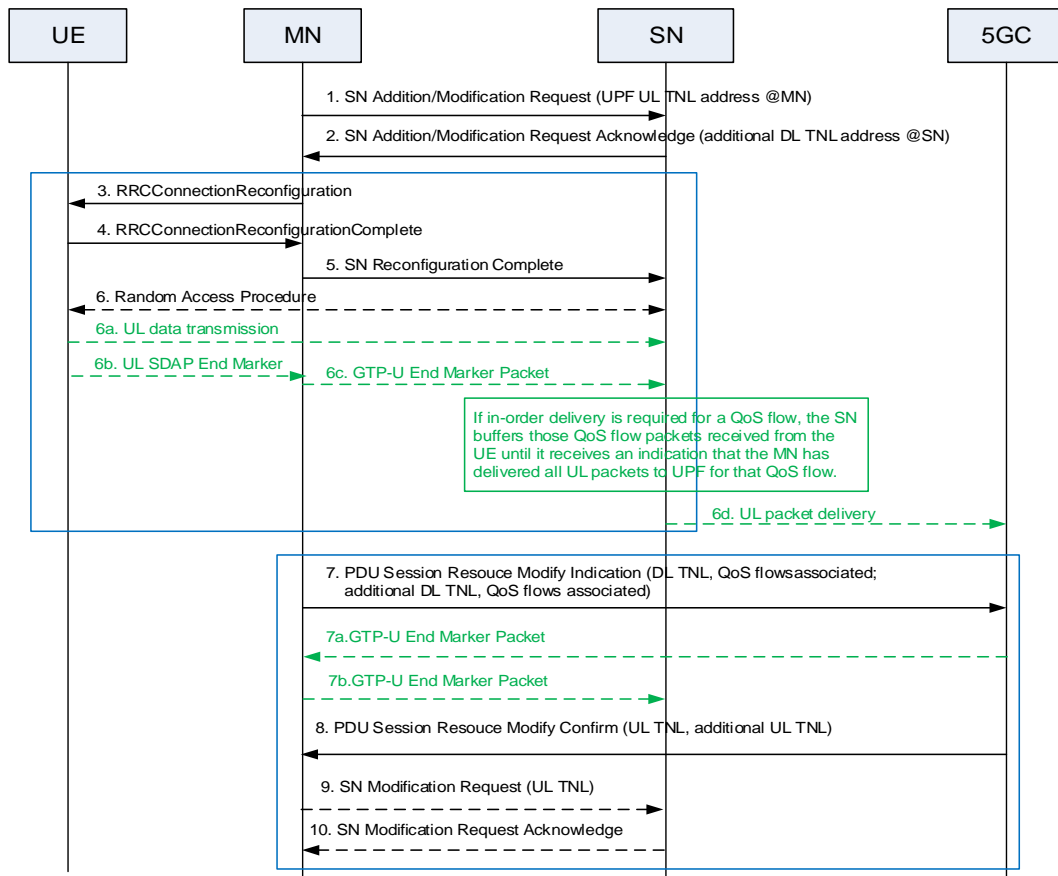 UE MN SN 5GC
1. SN Addition/Modification Request (UPF UL TNL address @MN)
2. SN Addition/Modification Request Acknowledge (additional DL TNL address @SN)
3. RRCConnectionReconfiguration
4. RRCConnectionReconfigurationComplete
5. SN Reconfiguration Complete
6. Random Access Procedure
6a. UL data transmission
6b. UL SDAP End Marker
6c. GTP-U End Marker Packet
If in-order delivery is required for a QoS flow, the SN
buffers those QoS flow packets received from the
UE until it receives an indication that the MN has
delivered all UL packets to UPF for that QoS flow.
6d. UL packet delivery
7. PDU Session Resouce Modify Indication (DL TNL, QoS flowsassociated;
additional DL TNL, QoS flows associated)
7a.GTP-U End Marker Packet
7b.GTP-U End Marker Packet
8. PDU Session Resouce Modify Confirm (UL TNL, additional UL TNL)
9. SN Modification Request (UL TNL)
10. SN Modification Request Acknowledge